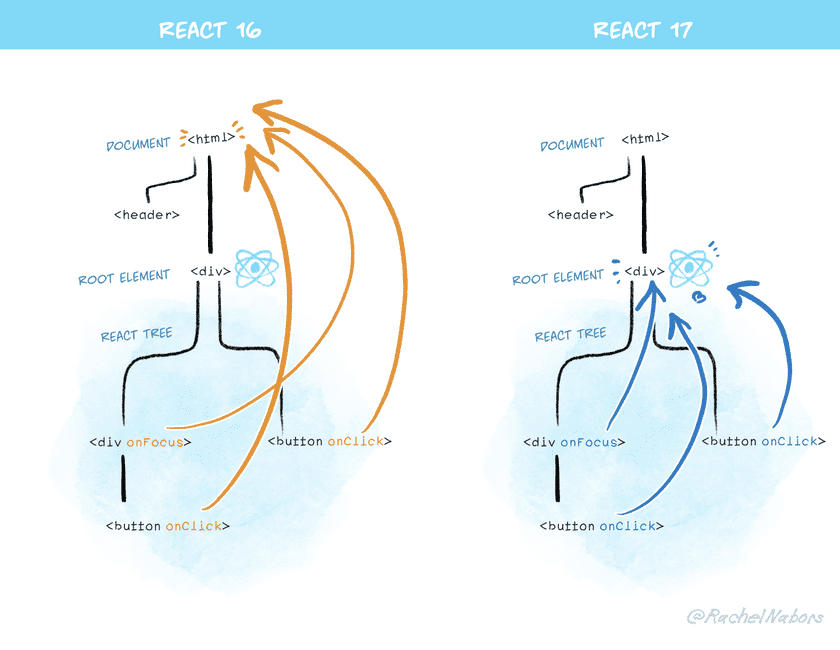 REACT 16
DOCUMENT <html>
<header>
ROOT ELEMENT <div>
REACT TREE
<div onFocus>
<button onClick>
<button onClick>
REACT 17
DOCUMENT <html>
<header>
ROOT ELEMENT <div>
REACT TREE
<div onFocus>
<button onClick>
<button onClick>
@RachelNabors